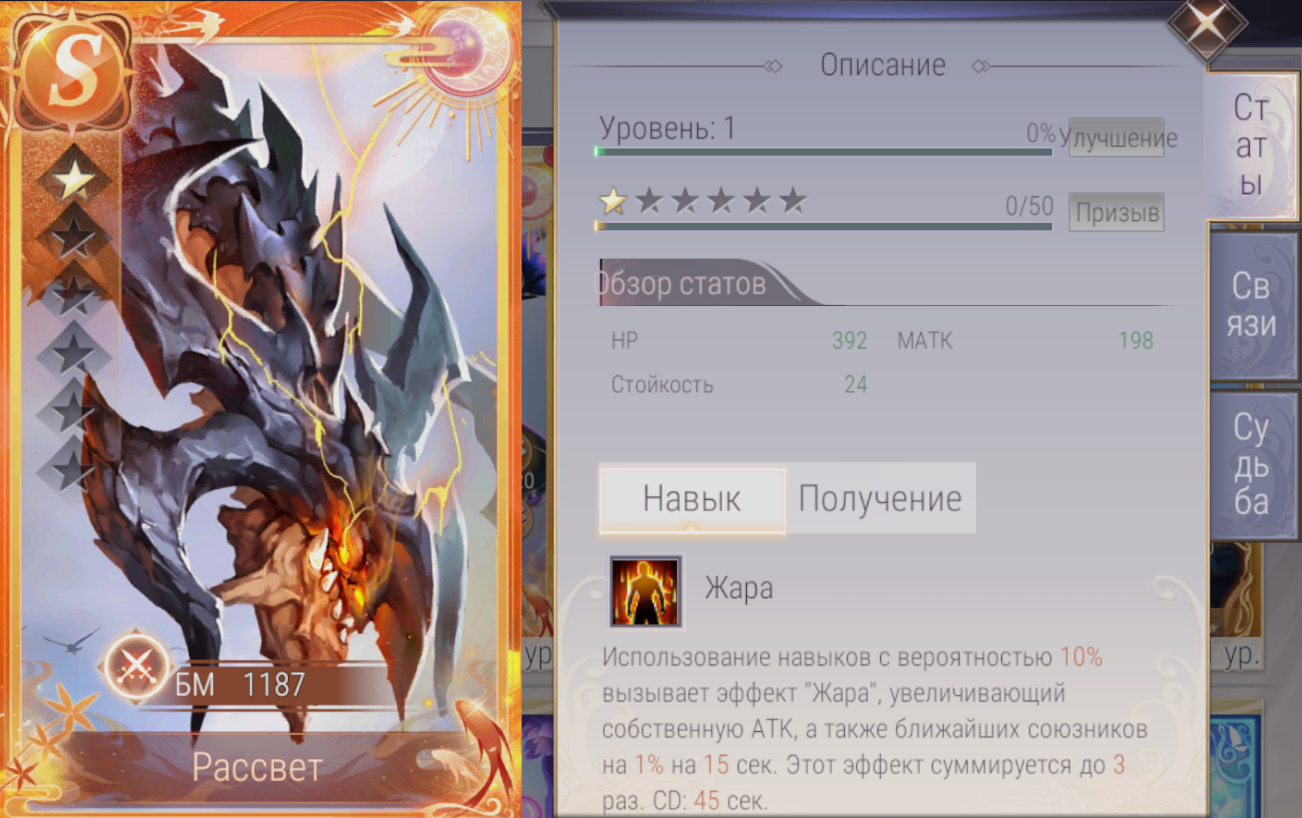 S
БМ 1187
Рассвет
Описание
Уровень: 1
0%
Улучшение
0/50
Призыв
Обзор статов
HP 392 МАТК 198
Стойкость 24
Навык Получение
Жара
Использование навыков с вероятностью 10%
вызывает эффект "Жара", увеличивающий
собственную АТК, а также ближайших союзников
на 1% на 15 сек. Этот эффект суммируется до 3
раз. CD: 45 сек.
Ст
ат
ы
Св
язи
Су
дь
ба
ур
ур.